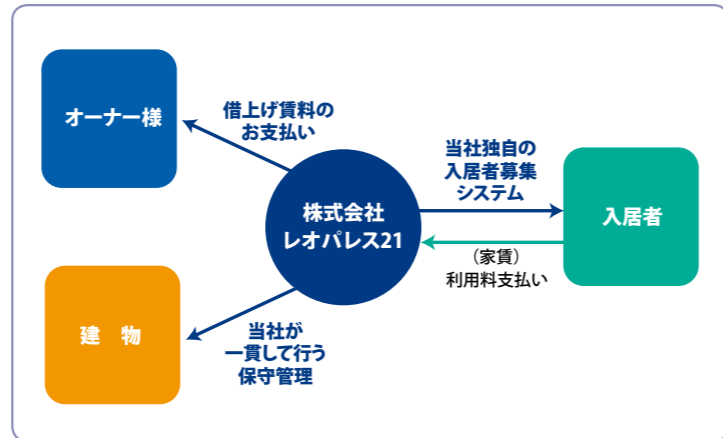 オーナー様
借上げ賃料の
お支払い
株式会社
レオパレス21
当社独自の
入居者募集
システム
入居者
（家賃）
利用料支払い
建　物
当社が
一貫して行う
保守管理